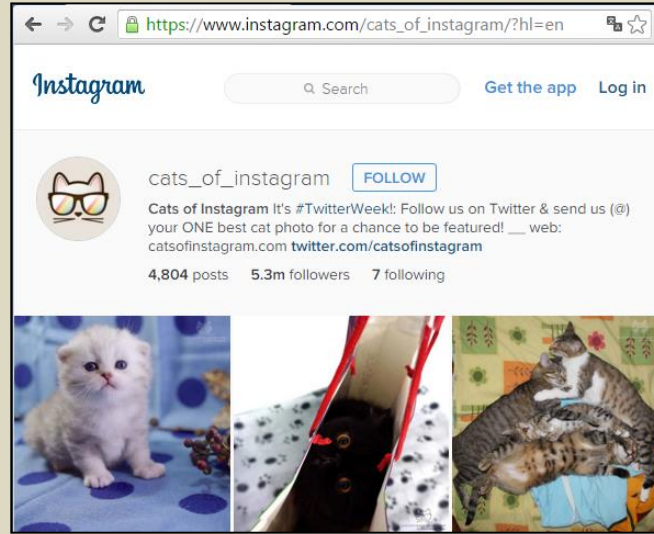 https://www.instagram.com/cats_of_instagram/?hl=en
Instagram
Search
Get the app
Log in
cats_of_instagram
FOLLOW
Cats of Instagram It's #TwitterWeek!: Follow us on Twitter & send us (@)
your ONE best cat photo for a chance to be featured! __ web:
catsofinstagram.com twitter.com/catsofinstagram
4,804 posts 5.3m followers 7 following